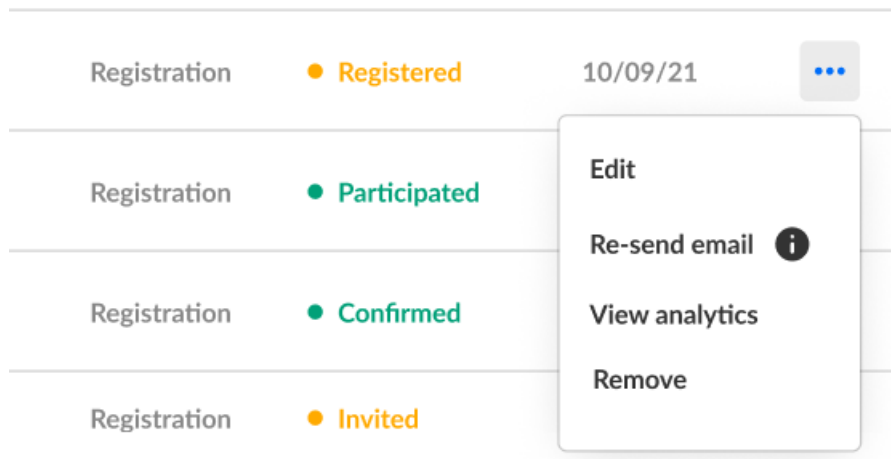 Registration Registered 10/09/21 •••
Edit
Registration Participated
Re-send email
Registration Confirmed View analytics
Remove
Registration Invited